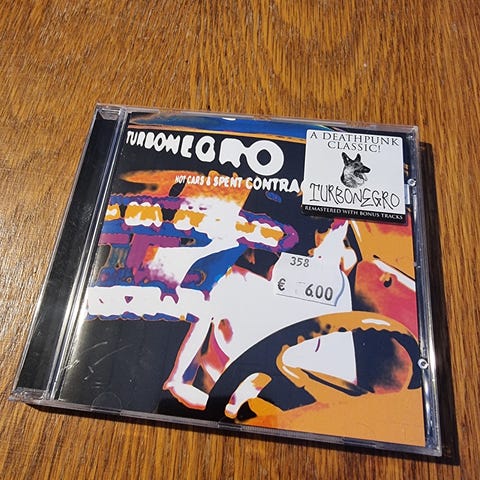 TURBONEGRO
HOT CARS & SPENT CONTRA
A DEATHPUNK
CLASSIC!
TURBONEGRO
REMASTERED WITH BONUS TRACKS
358
€ 6.00